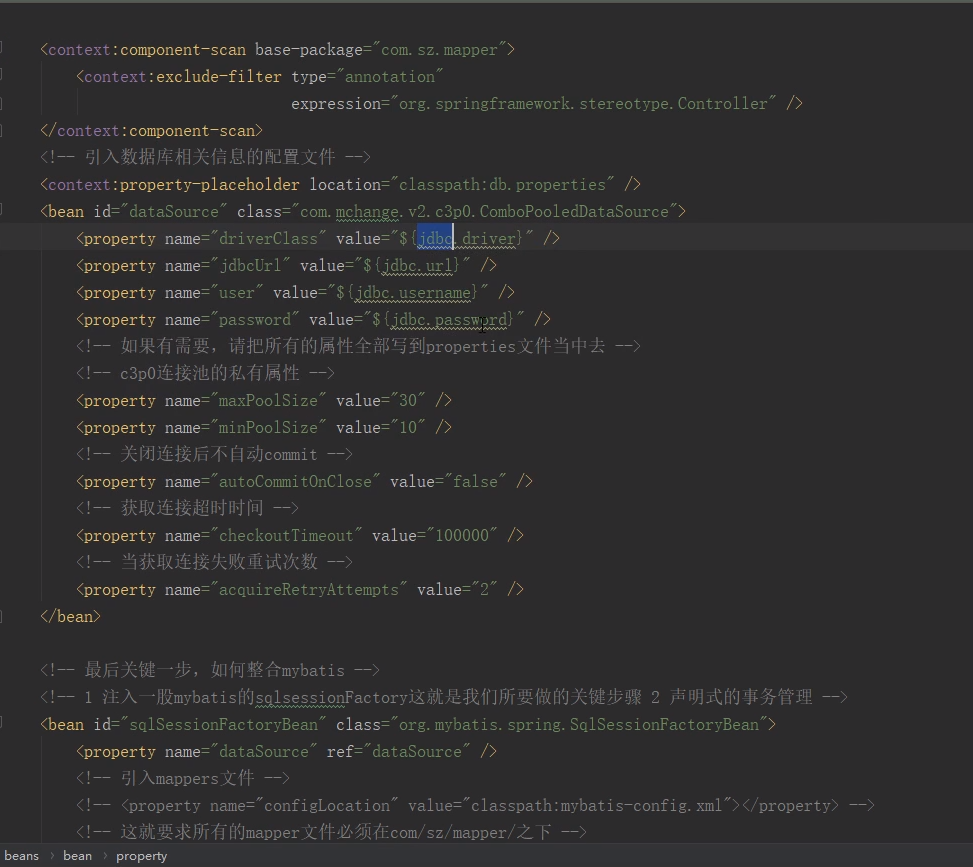 <context:component-scan base-package="com.sz.mapper">
<context:exclude-filter type="annotation"
expression="org.springframework.stereotype.Controller" />
</context:component-scan>
<!-- 引入数据库相关信息的配置文件 -->
<context:property-placeholder location="classpath:db.properties" />
<bean id="dataSource" class="com.mchange.v2.c3p0.ComboPooledDataSource">
<property name="driverClass" value="${jdbc.driver}" />
<property name="jdbcUrl" value="${jdbc.url}" />
<property name="user" value="${jdbc.username}" />
<property name="password" value="${jdbc.password}" />
<!-- 如果有需要，请把所有的属性全部写到properties文件当中去 -->
<!-- c3p0连接池的私有属性 -->
<property name="maxPoolSize" value="30" />
<property name="minPoolSize" value="10" />
<!-- 关闭连接后不自动commit -->
<property name="autoCommitOnClose" value="false" />
<!-- 获取连接超时时间 -->
<property name="checkoutTimeout" value="100000" />
<!-- 当获取连接失败重试次数 -->
<property name="acquireRetryAttempts" value="2" />
</bean>
<!-- 最后关键一步，如何整合mybatis -->
<!-- 1 注入一股mybatis的sqlsessionFactory这就是我们所要做的关键步骤 2 声明式的事务管理 -->
<bean id="sqlSessionFactoryBean" class="org.mybatis.spring.SqlSessionFactoryBean">
<property name="dataSource" ref="dataSource" />
<!-- 引入mappers文件 -->
<!-- <property name="configLocation" value="classpath:mybatis-config.xml"></property> -->
<!-- 这就要求所有的mapper文件必须在com/sz/mapper/之下 -->
beans › bean › property